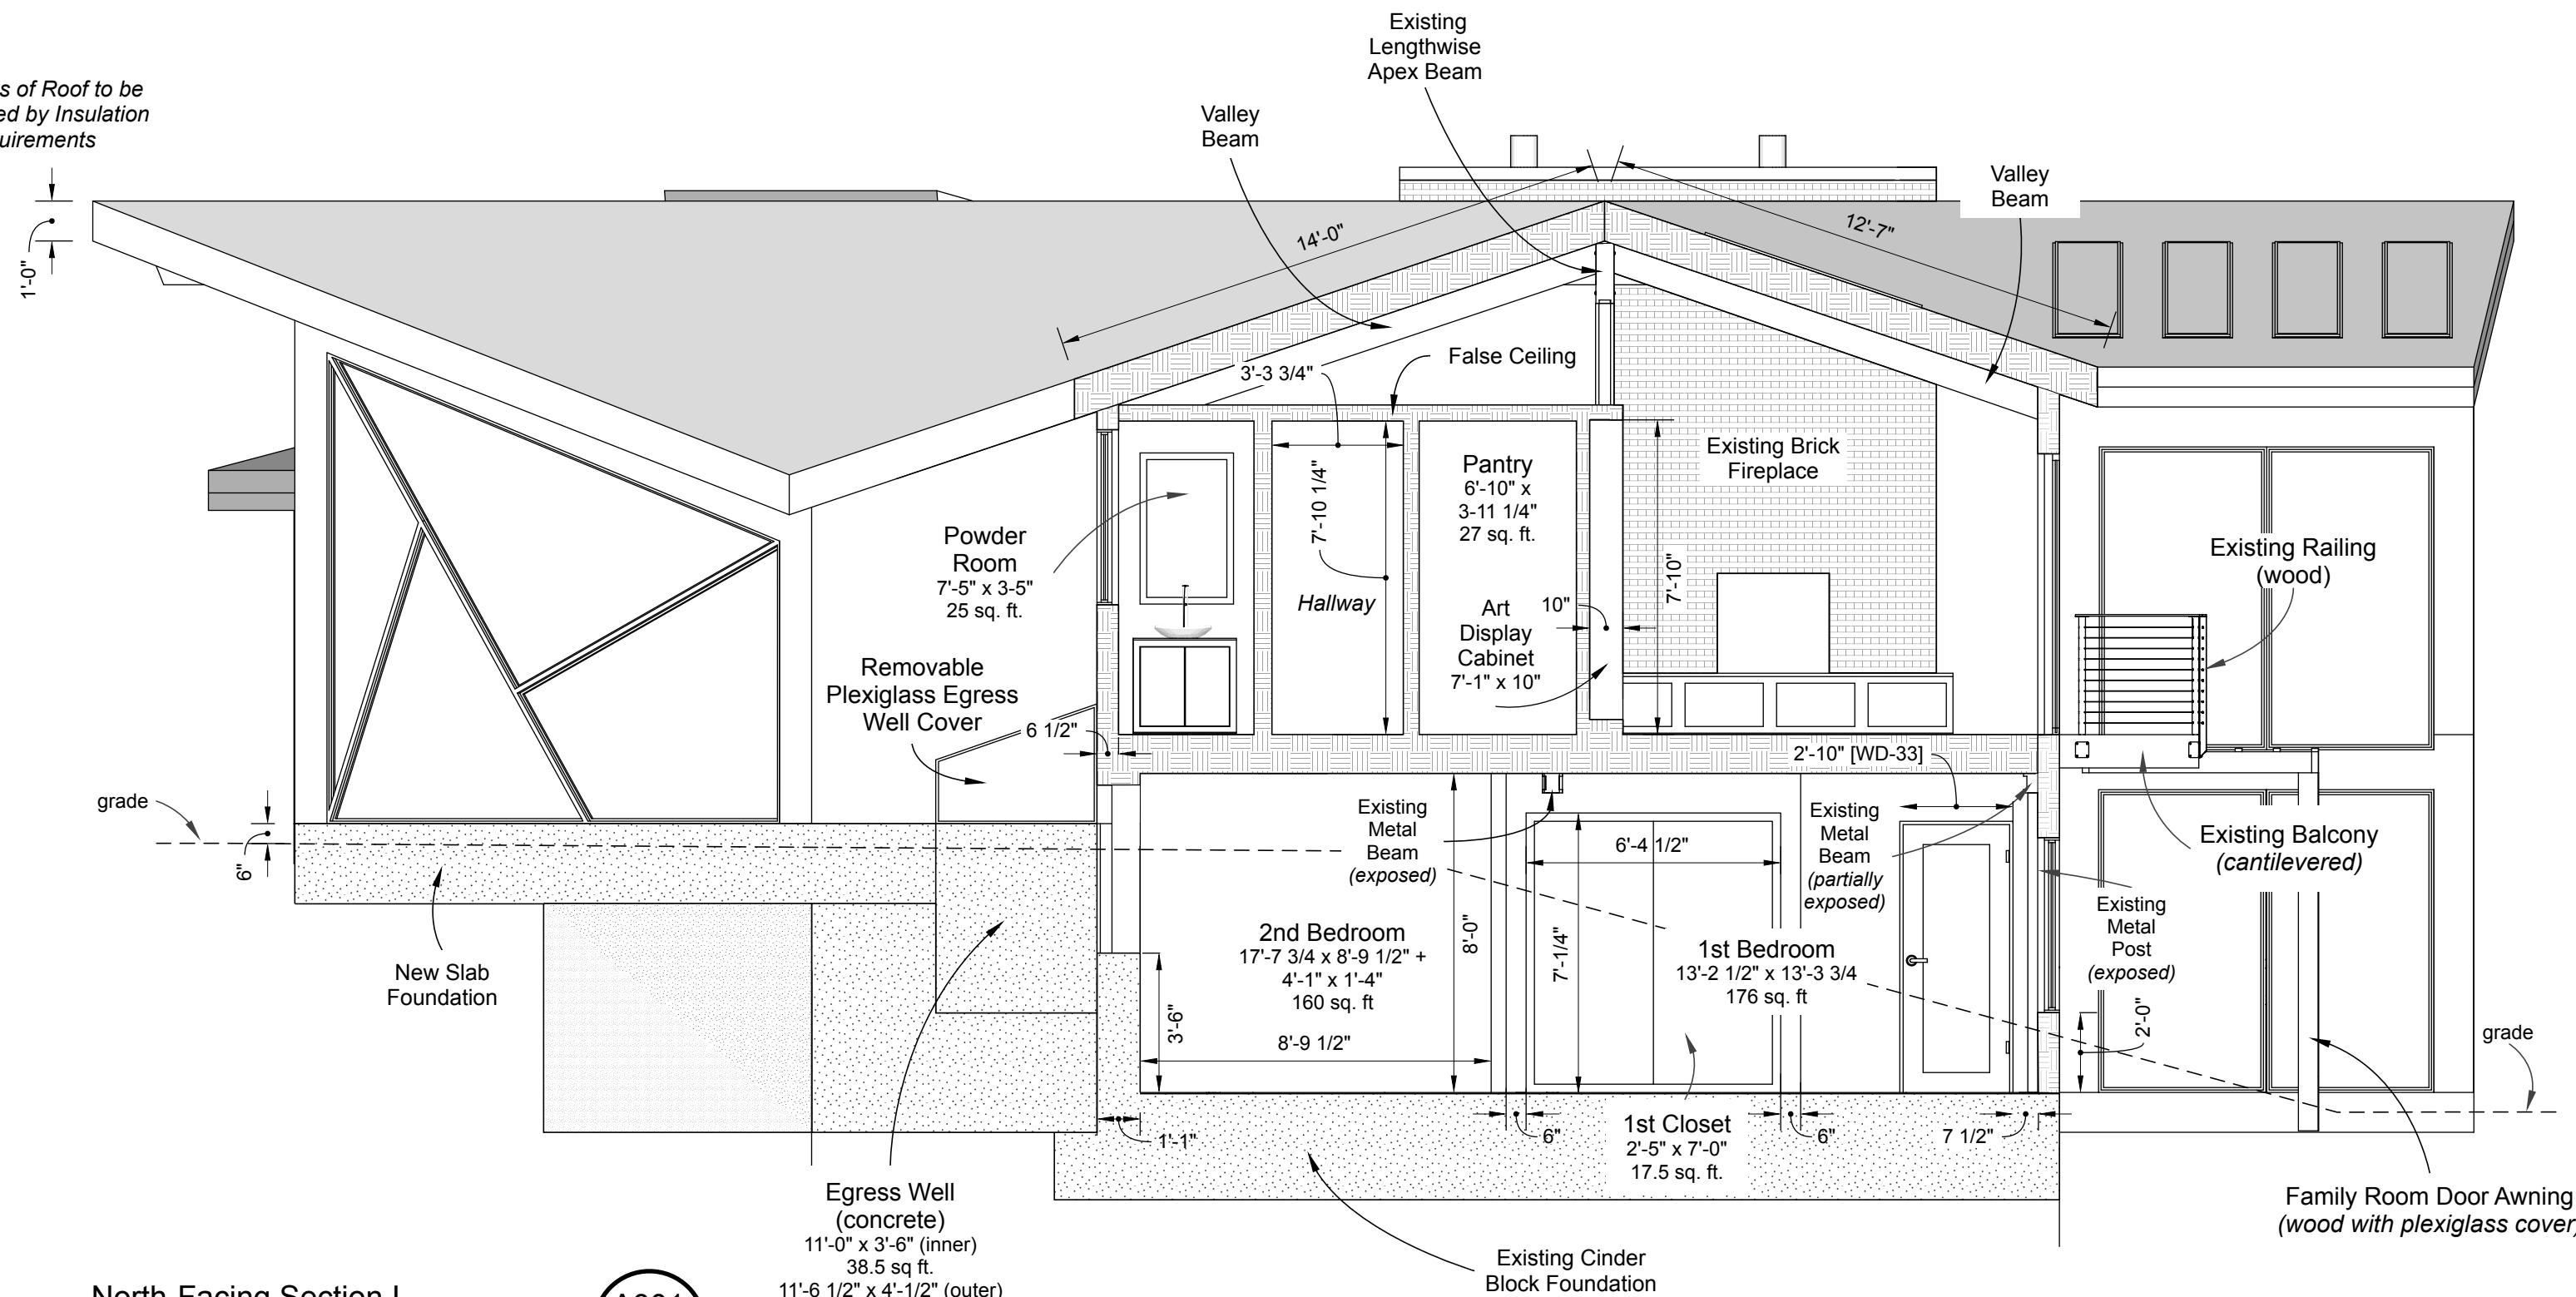 Existing
Lengthwise
Apex Beam
s of Roof to be
ed by Insulation
uirements
Valley
Beam
Valley
Beam
14'-0"
12'-7"
1'-0"
False Ceiling
3'-3 3/4"
Existing Brick
Fireplace
Pantry
6'-10" x
3-11 1/4"
27 sq. ft.
7'-10 1/4"
Powder
Room
7'-5" x 3-5"
25 sq. ft.
Hallway
7'-10"
Art
Display
Cabinet
7'-1" x 10"
10"
Existing Railing
(wood)
Removable
Plexiglass Egress
Well Cover
6 1/2"
2'-10" [WD-33]
grade
6"
Existing
Metal
Beam
(exposed)
6'-4 1/2"
Existing
Metal
Beam
(partially
exposed)
Existing Balcony
(cantilevered)
Existing
Metal
Post
(exposed)
2nd Bedroom
17'-7 3/4 x 8'-9 1/2" +
4'-1" x 1'-4"
160 sq. ft
8'-0"
7'-1/4"
1st Bedroom
13'-2 1/2" x 13'-3 3/4
176 sq. ft
New Slab
Foundation
3'-6"
8'-9 1/2"
2'-0"
grade
1'-1"
6"
1st Closet
2'-5" x 7'-0"
17.5 sq. ft.
6"
7 1/2"
Egress Well
(concrete)
11'-0" x 3'-6" (inner)
38.5 sq ft.
11'-6 1/2" x 4'-1/2" (outer)
Family Room Door Awning
(wood with plexiglass cover)
Existing Cinder
Block Foundation
North Facing Section I